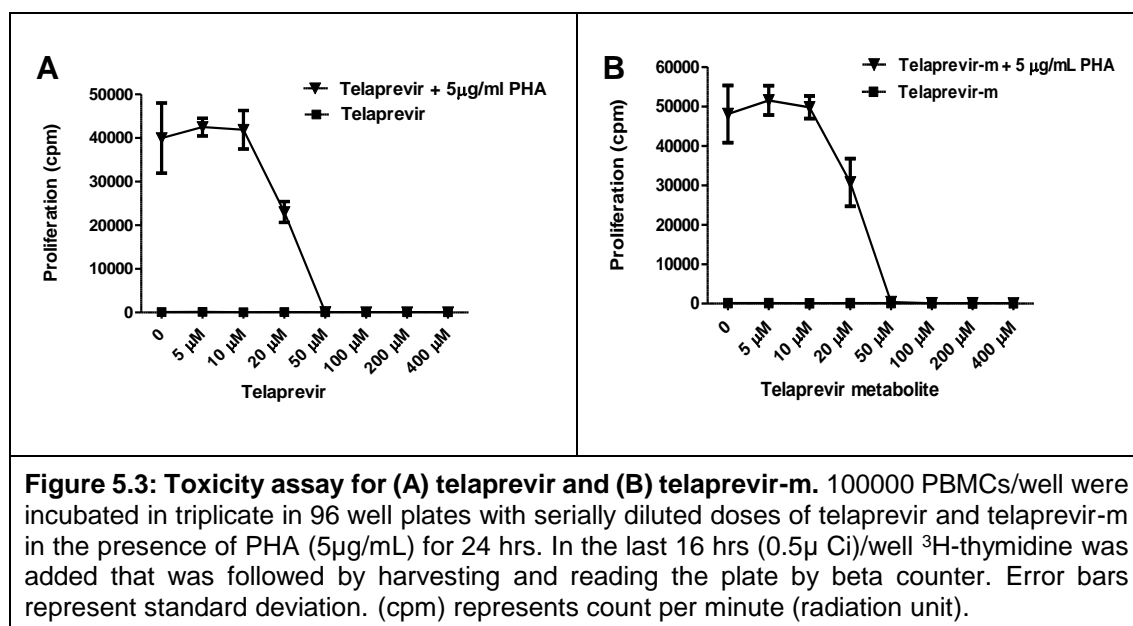 A
Telaprevir + 5µg/ml PHA
Telaprevir
Proliferation (cpm)
50000
40000
30000
20000
10000
0
0
5 µM
10 µM
20 µM
50 µM
100 µM
200 µM
400 µM
Telaprevir
B
Telaprevir-m + 5 µg/mL PHA
Telaprevir-m
Proliferation (cpm)
60000
50000
40000
30000
20000
10000
0
0
5 µM
10 µM
20 µM
50 µM
100 µM
200 µM
400 µM
Telaprevir metabolite
Figure 5.3: Toxicity assay for (A) telaprevir and (B) telaprevir-m. 100000 PBMCs/well were
incubated in triplicate in 96 well plates with serially diluted doses of telaprevir and telaprevir-m
in the presence of PHA (5µg/mL) for 24 hrs. In the last 16 hrs (0.5µ Ci)/well ³H-thymidine was
added that was followed by harvesting and reading the plate by beta counter. Error bars
represent standard deviation. (cpm) represents count per minute (radiation unit).